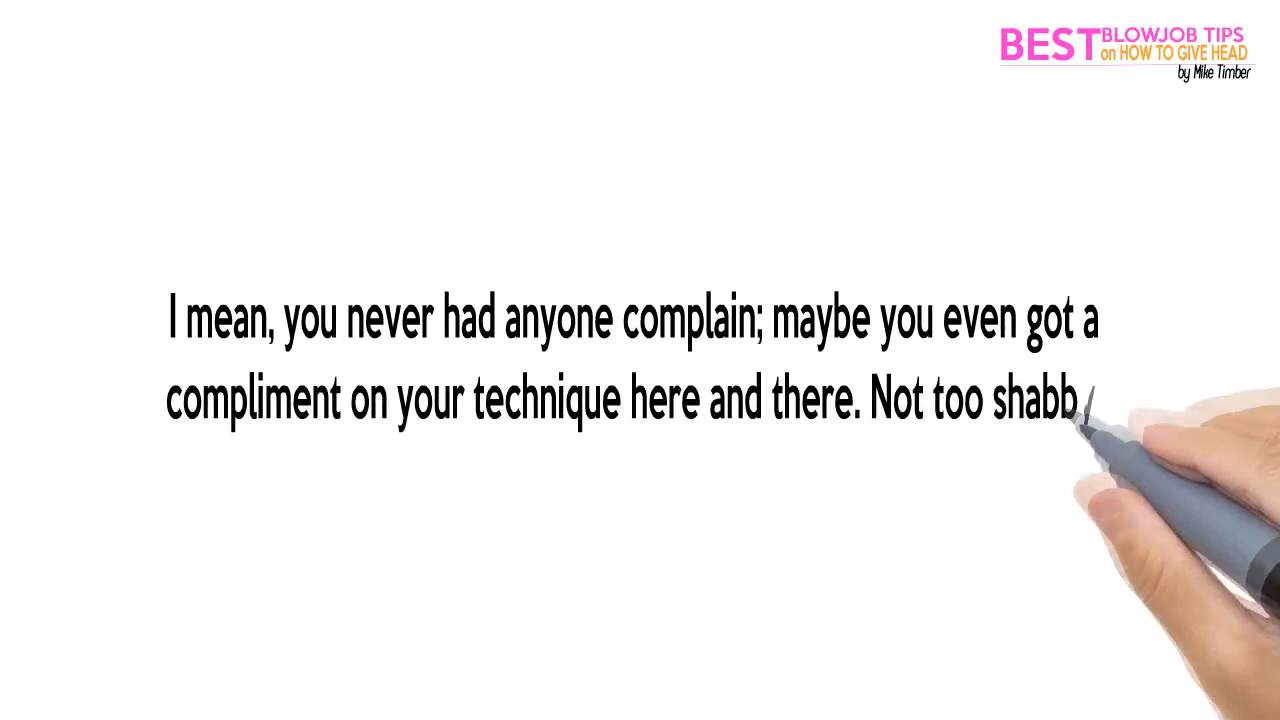 BEST BLOWJOB TIPS
on HOW TO GIVE HEAD
by Mike Timber
I mean, you never had anyone complain; maybe you even got a
compliment on your technique here and there. Not too shabb